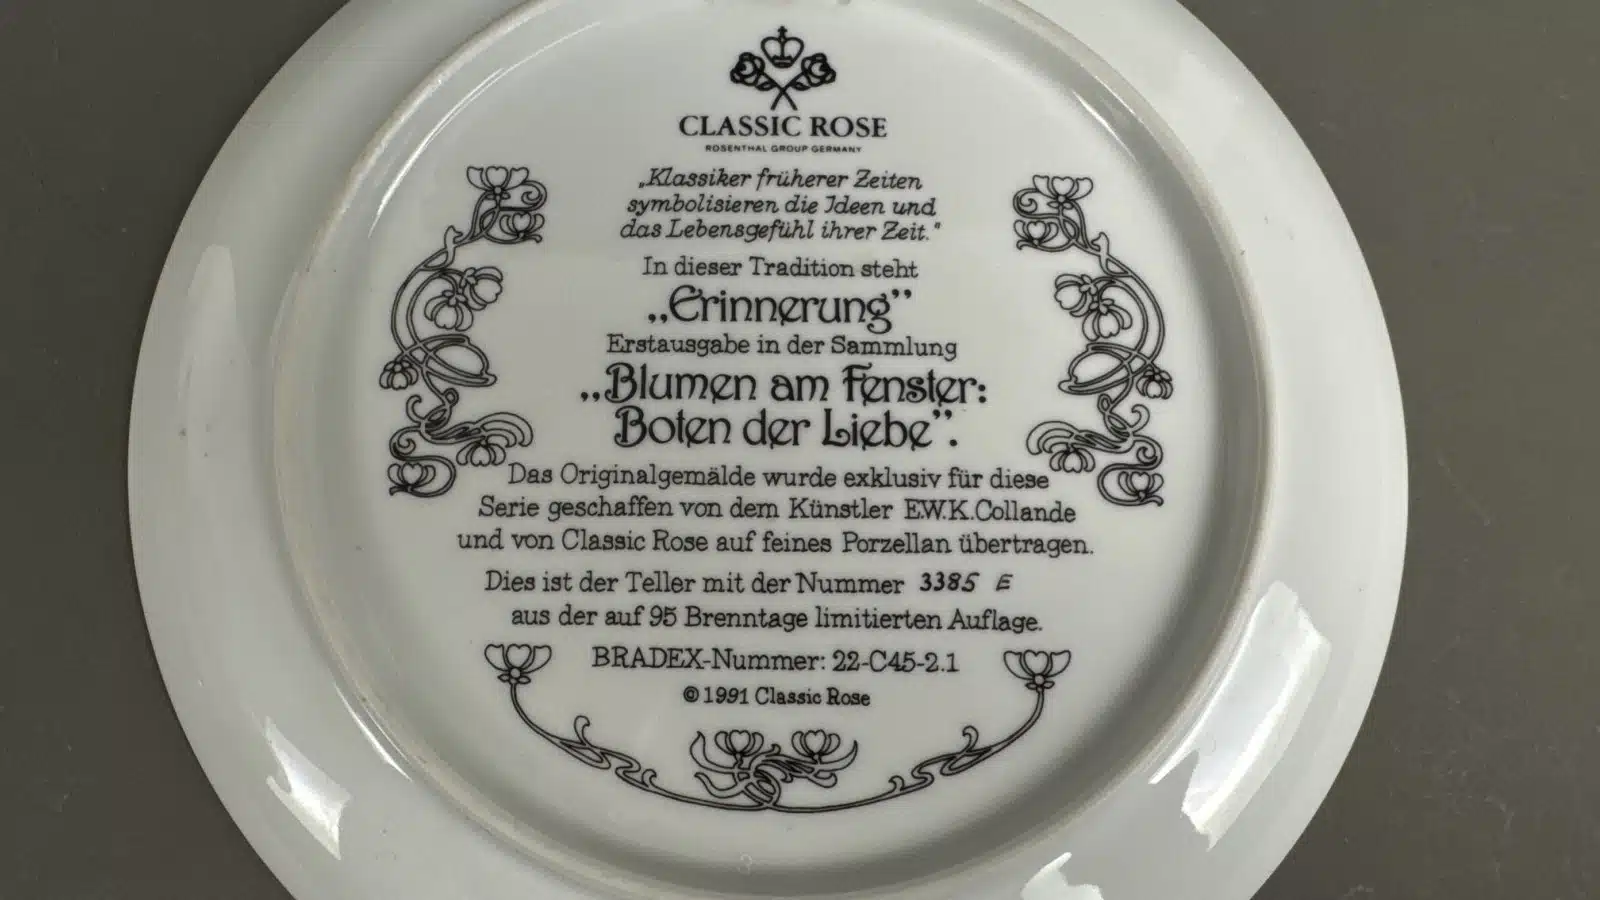 CLASSIC ROSE
ROSENTHAL GROUP GERMANY
„Klassiker früherer Zeiten
symbolisieren die Ideen und
das Lebensgefühl ihrer Zeit."
In dieser Tradition steht
„Erinnerung”
Erstausgabe in der Sammlung
„Blumen am Fenster:
Boten der Liebe”.
Das Originalgemälde wurde exklusiv für diese
Serie geschaffen von dem Künstler E.W.K.Collande
und von Classic Rose auf feines Porzellan übertragen.
Dies ist der Teller mit der Nummer 3385 E
aus der auf 95 Brenntage limitierten Auflage.
BRADEX-Nummer: 22-C45-2.1
© 1991 Classic Rose
3